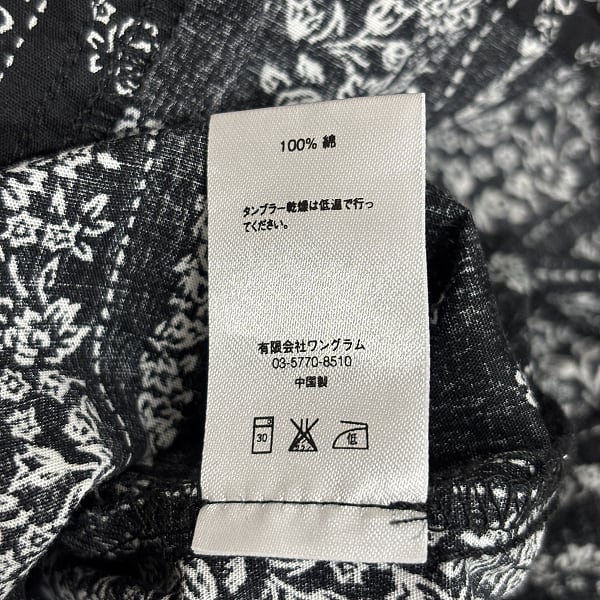 100% 綿
タンブラー乾燥は低温で行っ
てください。
有限会社ワングラム
03-5770-8510
中国製
30 低